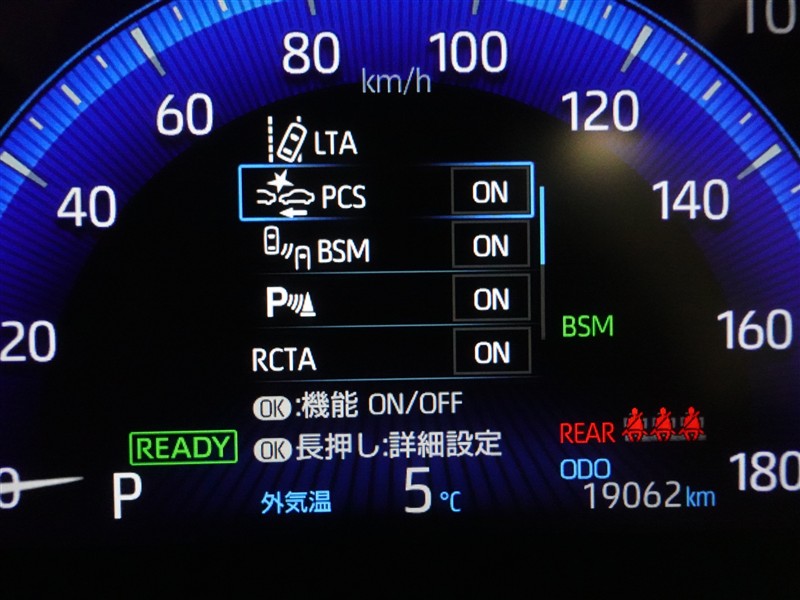 80
100
km/h
60
120
LTA
40
PCS ON
140
BSM ON
P ON
BSM
20
160
RCTA ON
OK:機能 ON/OFF
REAR
READY
OK長押し:詳細設定
ODO
0
P
外気温 5℃
19062km
180